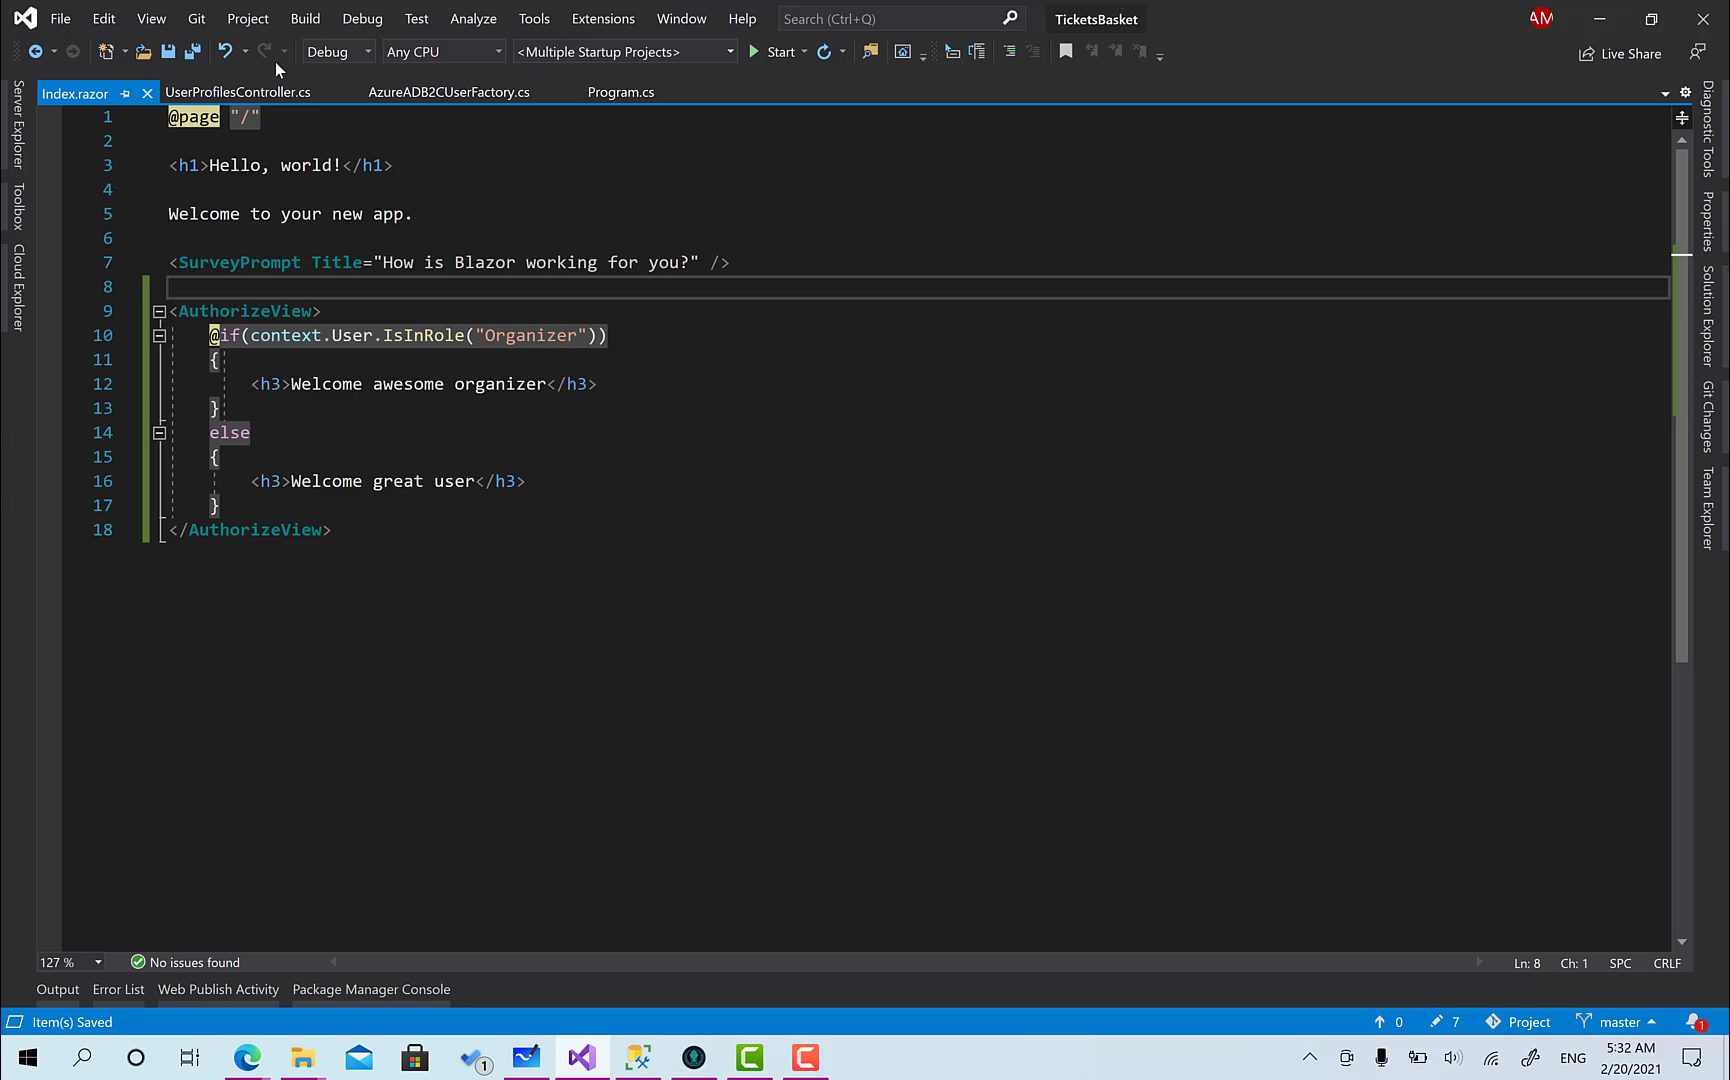 File Edit View Git Project Build Debug Test Analyze Tools Extensions Window Help Search (Ctrl+Q) TicketsBasket AM
Debug Any CPU <Multiple Startup Projects> Start Live Share
Index.razor UserProfilesController.cs AzureADB2CUserFactory.cs Program.cs
Server Explorer
Toolbox
Cloud Explorer
1 @page "/"
2
3 <h1>Hello, world!</h1>
4
5 Welcome to your new app.
6
7 <SurveyPrompt Title="How is Blazor working for you?" />
8
9 <AuthorizeView>
10 @if(context.User.IsInRole("Organizer"))
11 {
12 <h3>Welcome awesome organizer</h3>
13 }
14 else
15 {
16 <h3>Welcome great user</h3>
17 }
18 </AuthorizeView>
Diagnostic Tools
Properties
Solution Explorer
Git Changes
Team Explorer
127 % No issues found Ln: 8 Ch: 1 SPC CRLF
Output Error List Web Publish Activity Package Manager Console
Item(s) Saved 0 7 Project master 1
1 ENG 5:32 AM
2/20/2021